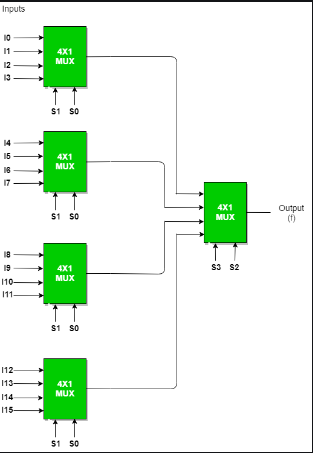 Inputs
I0
I1
I2
I3
4X1
MUX
S1 S0
I4
I5
I6
I7
4X1
MUX
S1 S0
4X1
MUX
Output
(f)
S3 S2
I8
I9
I10
I11
4X1
MUX
S1 S0
I12
I13
I14
I15
4X1
MUX
S1 S0